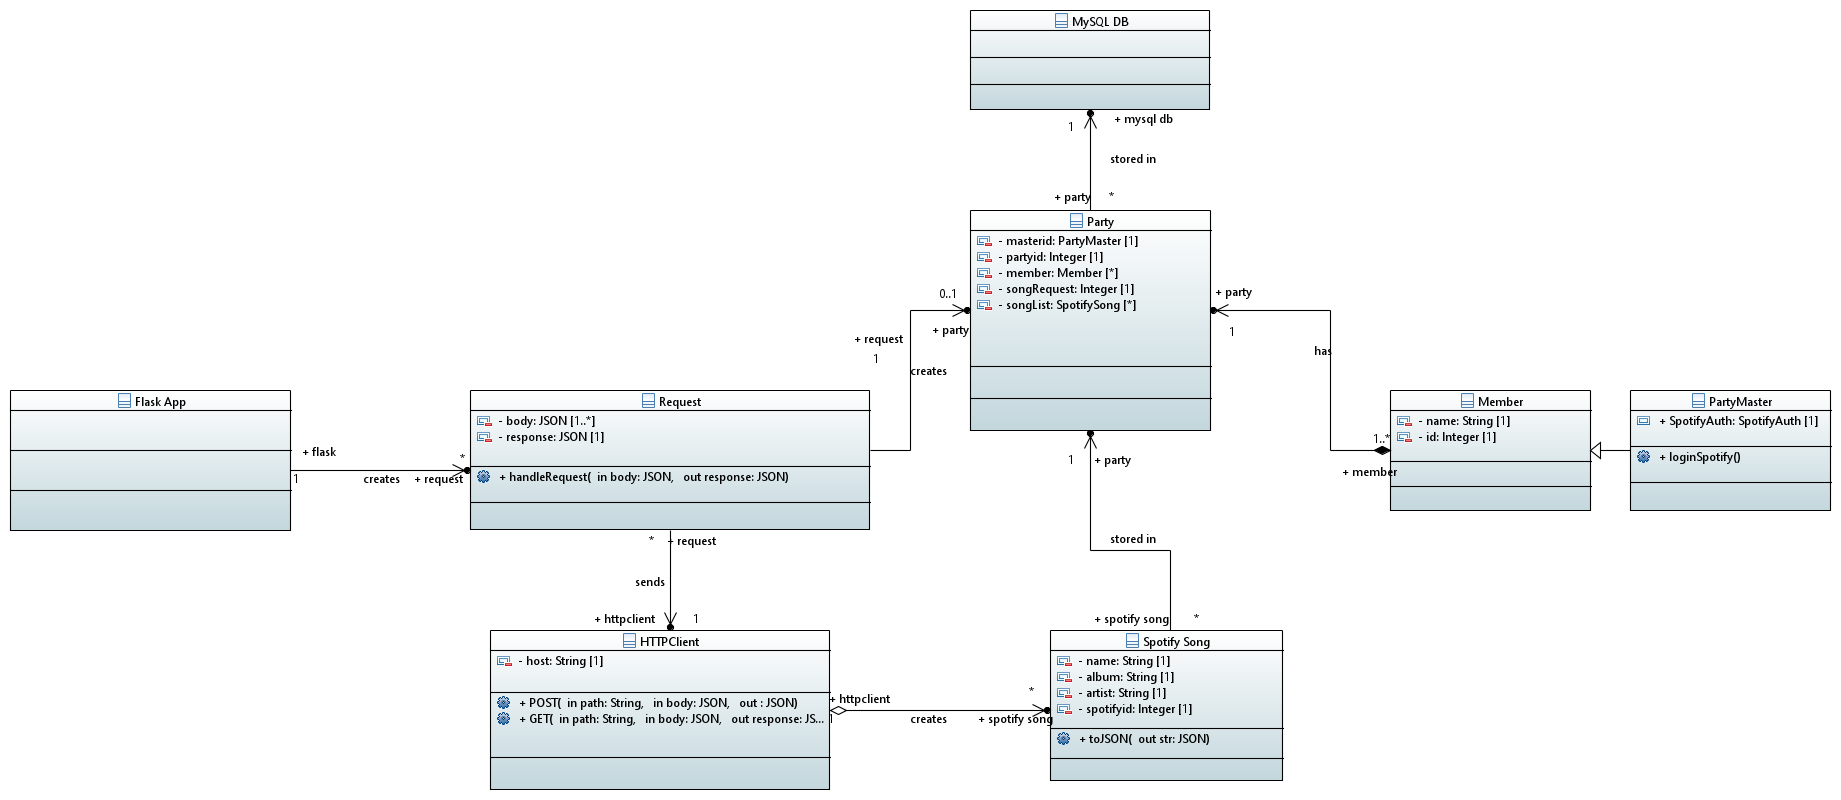 MySQL DB
1
+ mysql db
stored in
+ party
*
Party
- masterid: PartyMaster [1]
- partyid: Integer [1]
- member: Member [*]
- songRequest: Integer [1]
- songList: SpotifySong [*]
0..1
+ party
+ request
1
creates
+ party
1
has
1..*
+ member
Flask App
+ flask
1
creates
*
+ request
Request
- body: JSON [1..*]
- response: JSON [1]
+ handleRequest( in body: JSON, out response: JSON)
Member
- name: String [1]
- id: Integer [1]
PartyMaster
+ SpotifyAuth: SpotifyAuth [1]
+ loginSpotify()
1
+ party
stored in
+ spotify song
*
*
+ request
sends
+ httpclient
1
HTTPClient
- host: String [1]
+ POST( in path: String, in body: JSON, out : JSON)
+ GET( in path: String, in body: JSON, out response: JS...
+ httpclient
1
creates
*
+ spotify song
Spotify Song
- name: String [1]
- album: String [1]
- artist: String [1]
- spotifyid: Integer [1]
+ toJSON( out str: JSON)